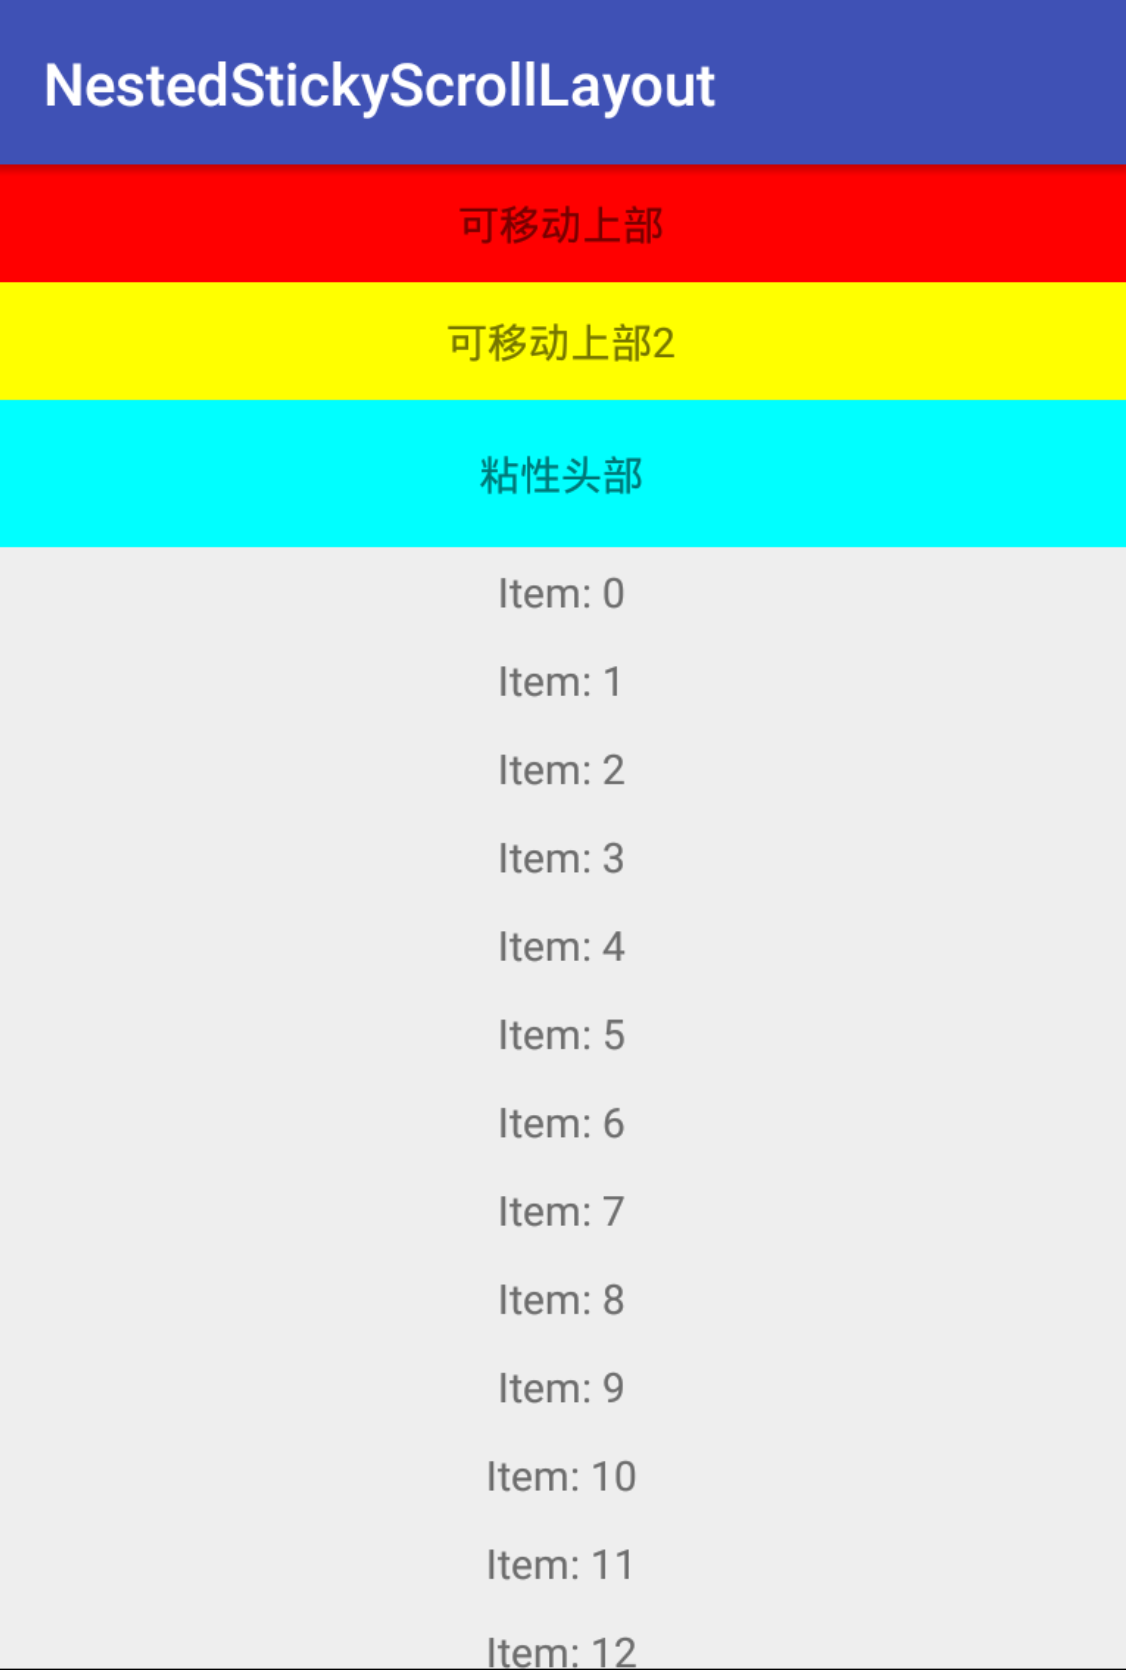 NestedStickyScrollLayout
可移动上部
可移动上部2
粘性头部
Item: 0
Item: 1
Item: 2
Item: 3
Item: 4
Item: 5
Item: 6
Item: 7
Item: 8
Item: 9
Item: 10
Item: 11
Item: 12